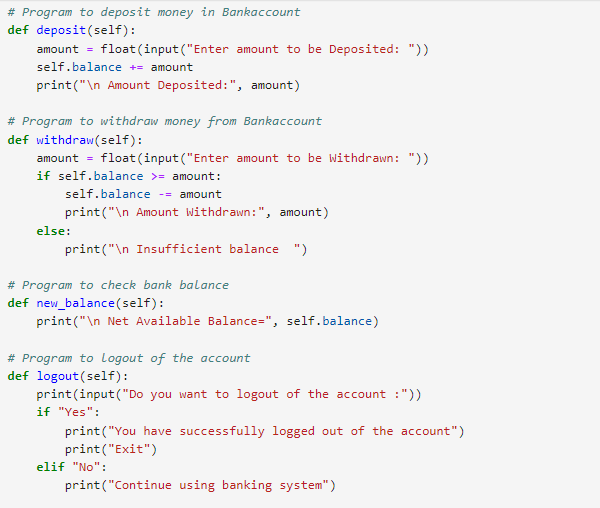 # Program to deposit money in Bankaccount
def deposit(self):
    amount = float(input("Enter amount to be Deposited: "))
    self.balance += amount
    print("\n Amount Deposited:", amount)

# Program to withdraw money from Bankaccount
def withdraw(self):
    amount = float(input("Enter amount to be Withdrawn: "))
    if self.balance >= amount:
        self.balance -= amount
        print("\n Amount Withdrawn:", amount)
    else:
        print("\n Insufficient balance  ")

# Program to check bank balance
def new_balance(self):
    print("\n Net Available Balance=", self.balance)

# Program to logout of the account
def logout(self):
    print(input("Do you want to logout of the account :"))
    if "Yes":
        print("You have successfully logged out of the account")
        print("Exit")
    elif "No":
        print("Continue using banking system")